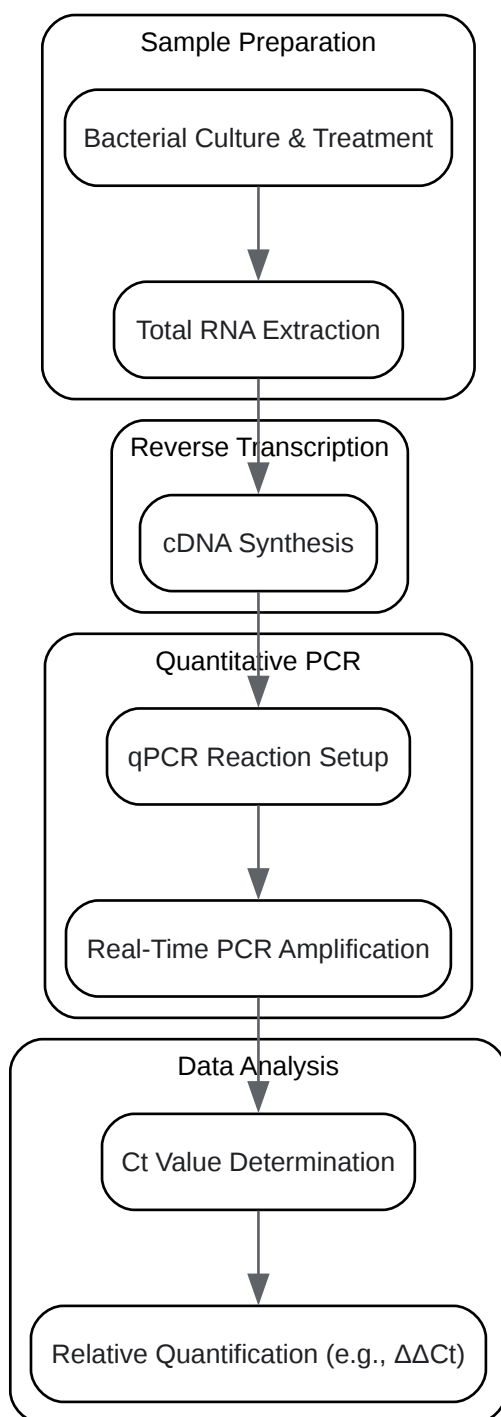 Sample Preparation
Bacterial Culture & Treatment
Total RNA Extraction
Reverse Transcription
cDNA Synthesis
Quantitative PCR
qPCR Reaction Setup
Real-Time PCR Amplification
Data Analysis
Ct Value Determination
Relative Quantification (e.g., ΔΔCt)